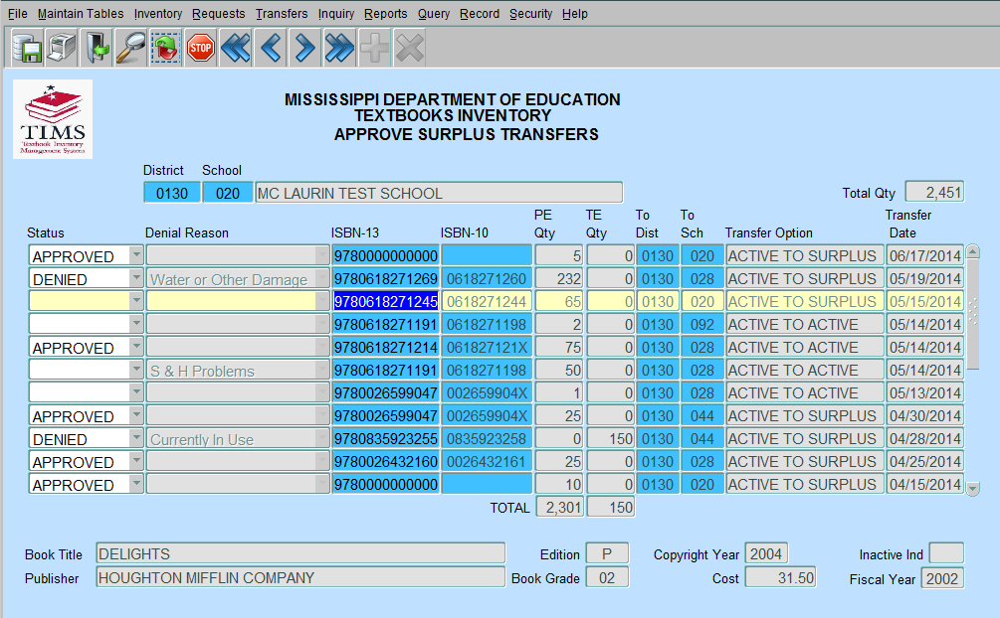 File Maintain Tables Inventory Requests Transfers Inquiry Reports Query Record Security Help
STOP
TIMS
Textbook Inventory
Management System
MISSISSIPPI DEPARTMENT OF EDUCATION
TEXTBOOKS INVENTORY
APPROVE SURPLUS TRANSFERS
District School
0130 020 MC LAURIN TEST SCHOOL Total Qty 2,451
PE TE To To Transfer
Status Denial Reason ISBN-13 ISBN-10 Qty Qty Dist Sch Transfer Option Date
APPROVED 9780000000000 5 0 0130 020 ACTIVE TO SURPLUS 06/17/2014
DENIED Water or Other Damage 9780618271269 0618271260 232 0 0130 028 ACTIVE TO SURPLUS 05/19/2014
9780618271245 0618271244 65 0 0130 020 ACTIVE TO SURPLUS 05/15/2014
9780618271191 0618271198 2 0 0130 092 ACTIVE TO ACTIVE 05/14/2014
APPROVED 9780618271214 061827121X 75 0 0130 028 ACTIVE TO ACTIVE 05/14/2014
S & H Problems 9780618271191 0618271198 50 0 0130 028 ACTIVE TO ACTIVE 05/14/2014
9780026599047 002659904X 1 0 0130 028 ACTIVE TO ACTIVE 05/13/2014
APPROVED 9780026599047 002659904X 25 0 0130 044 ACTIVE TO SURPLUS 04/30/2014
DENIED Currently In Use 9780835923255 0835923258 0 150 0130 044 ACTIVE TO SURPLUS 04/28/2014
APPROVED 9780026432160 0026432161 25 0 0130 028 ACTIVE TO SURPLUS 04/25/2014
APPROVED 9780000000000 10 0 0130 020 ACTIVE TO SURPLUS 04/15/2014
TOTAL 2,301 150
Book Title DELIGHTS Edition P Copyright Year 2004 Inactive Ind
Publisher HOUGHTON MIFFLIN COMPANY Book Grade 02 Cost 31.50 Fiscal Year 2002